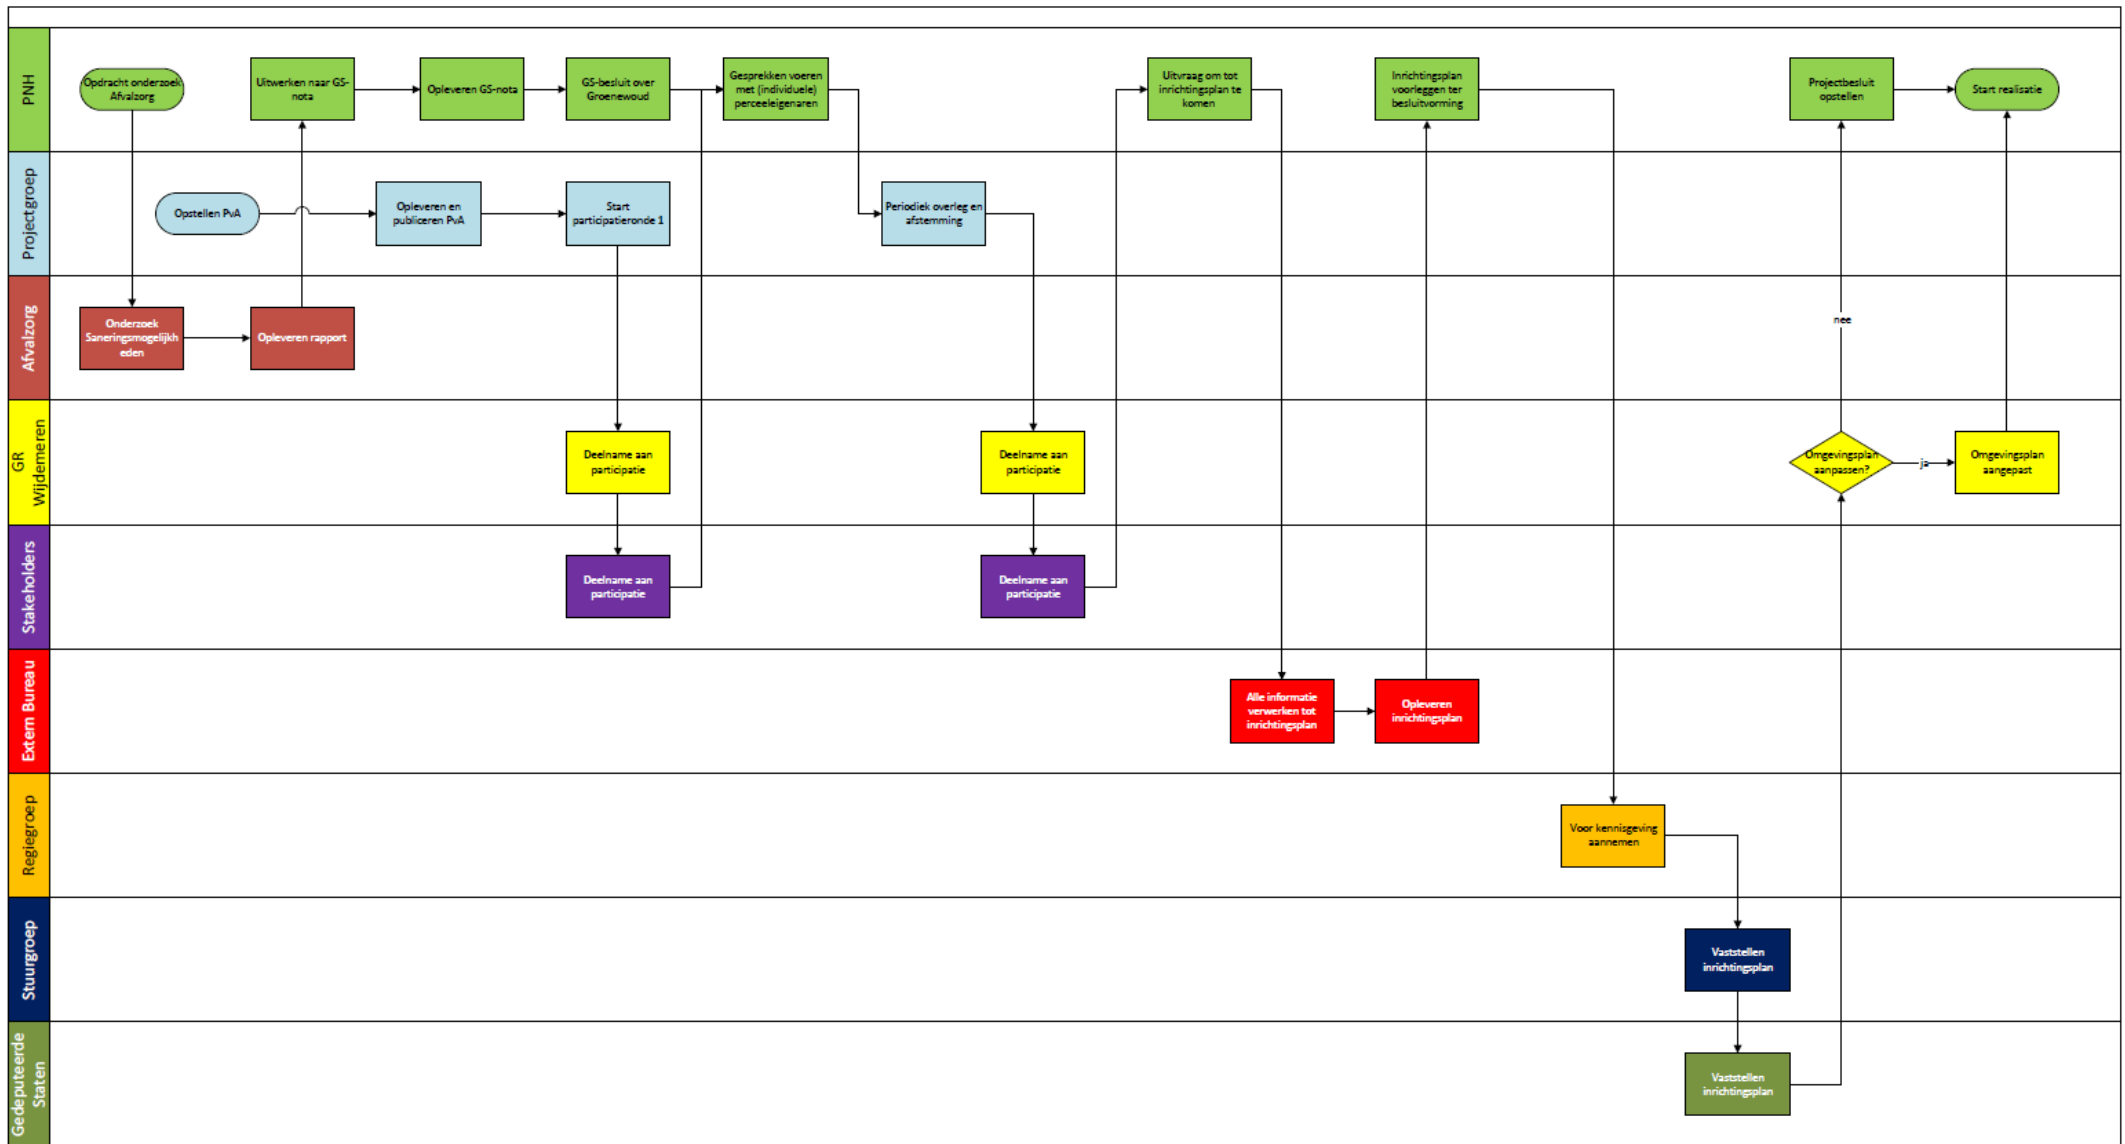 PNH
Opdracht onderzoek
Afvalzorg
Uitwerken naar GS-
nota
Opleveren GS-nota
GS-besluit over
Groenewoud
Gesprekken voeren
met (individuele)
perceeleigenaren
Uitvraag om tot
inrichtingsplan te
komen
Inrichtingsplan
voorleggen ter
besluitvorming
Projectbesluit
opstellen
Start realisatie
Projectgroep
Opstellen PvA
Opleveren en
publiceren PvA
Start
participatieronde 1
Periodiek overleg en
afstemming
Afvalzorg
Onderzoek
Saneringsmogelijkh
eden
Opleveren rapport
nee
GR
Wijdemeren
Deelname aan
participatie
Deelname aan
participatie
Omgevingsplan
aanpassen?
ja
Omgevingsplan
aangepast
Stakeholders
Deelname aan
participatie
Deelname aan
participatie
Extern Bureau
Alle informatie
verwerken tot
inrichtingsplan
Opleveren
inrichtingsplan
Regiegroep
Voor kennisgeving
aannemen
Stuurgroep
Vaststellen
inrichtingsplan
Gedeputeerde
Staten
Vaststellen
inrichtingsplan